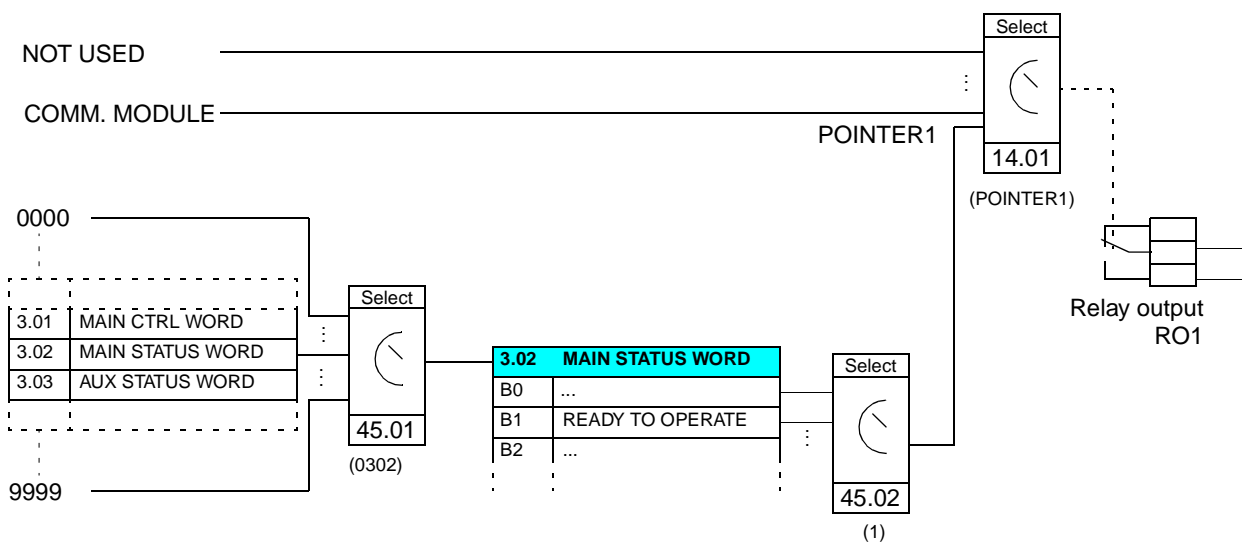 Select
NOT USED
⋮
COMM. MODULE
POINTER1
14.01
(POINTER1)
0000
Select
3.01 MAIN CTRL WORD
⋮
3.02 MAIN STATUS WORD
3.03 AUX STATUS WORD
⋮
45.01
(0302)
9999
3.02 MAIN STATUS WORD
B0 ...
B1 READY TO OPERATE
B2 ...
Select
⋮
45.02
(1)
Relay output
RO1